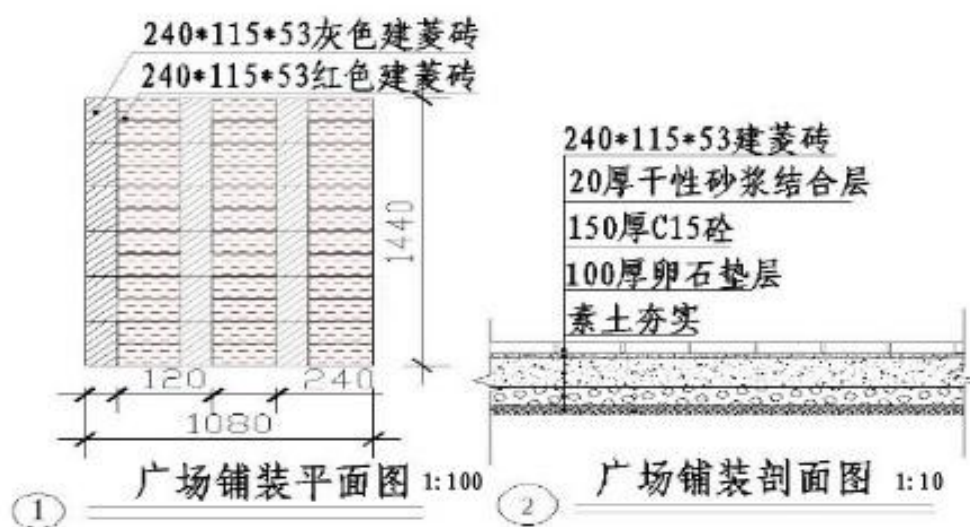 240*115*53灰色建菱砖
240*115*53红色建菱砖
1440
120
240
1080
广场铺装平面图 1:100
1
240*115*53建菱砖
20厚干性砂浆结合层
150厚C15砼
100厚卵石垫层
素土夯实
广场铺装剖面图 1:10
2